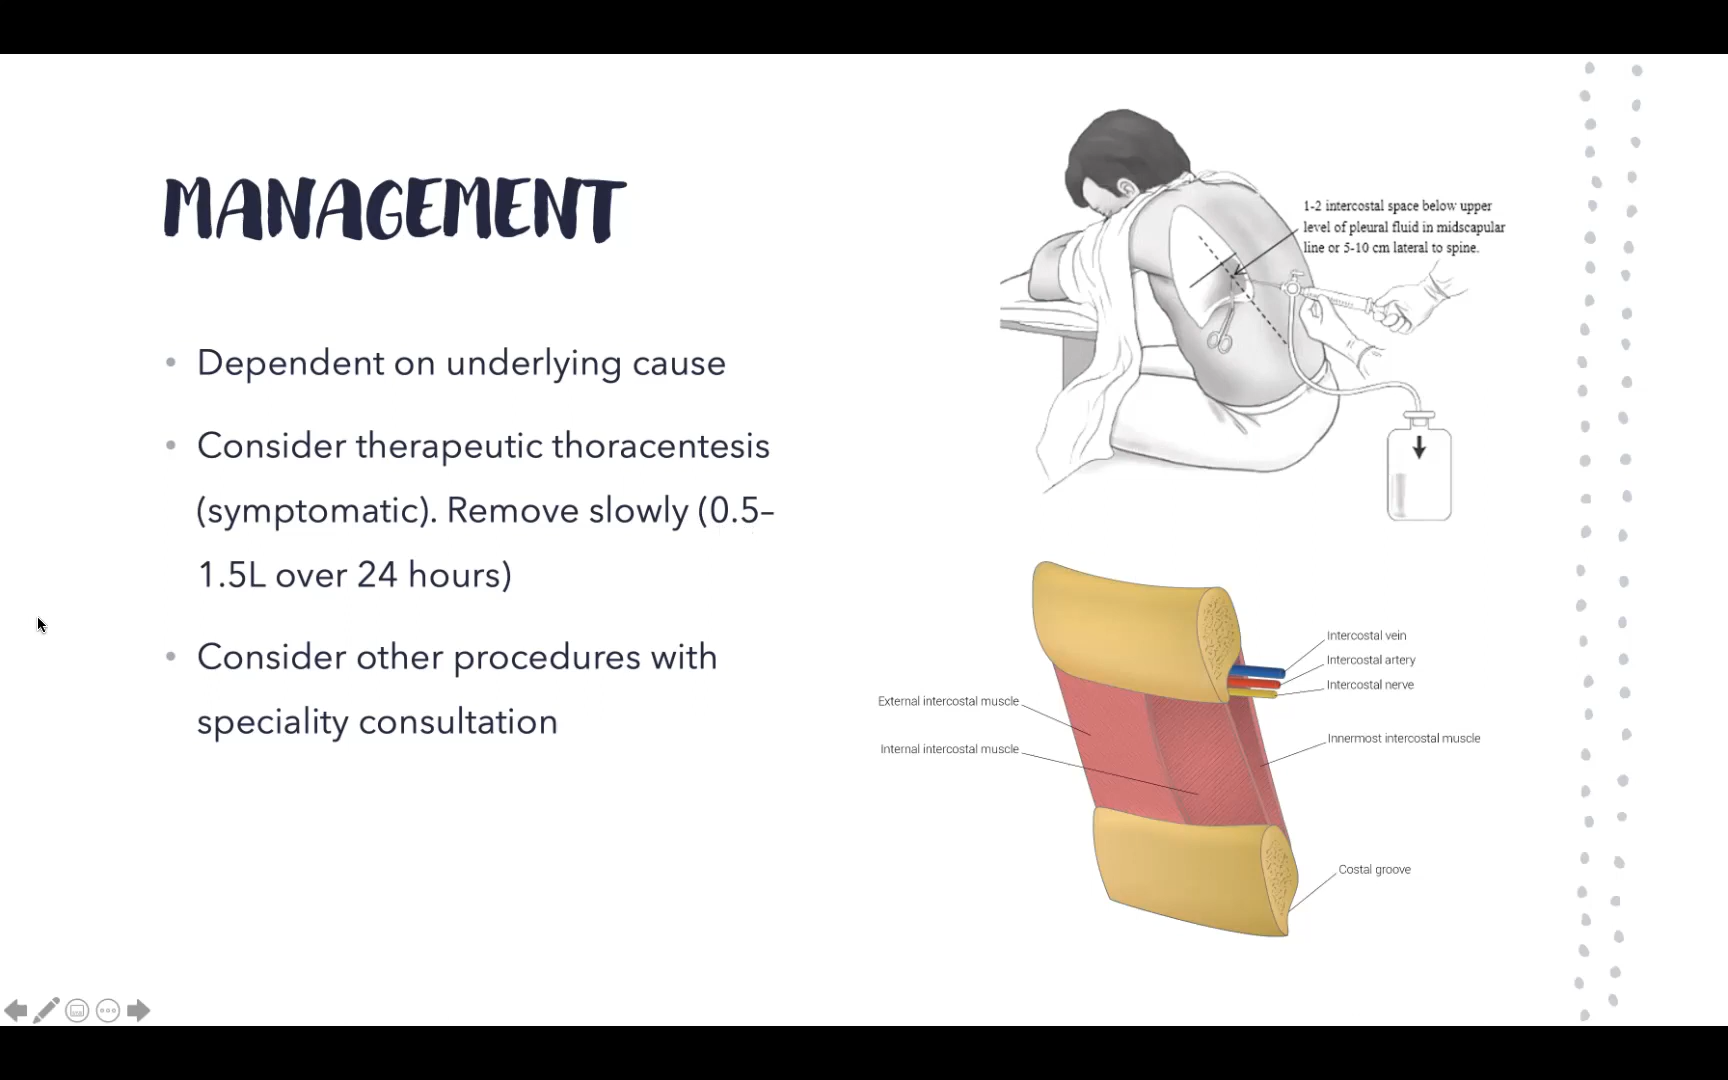 MANAGEMENT
• Dependent on underlying cause
• Consider therapeutic thoracentesis
(symptomatic). Remove slowly (0.5–
1.5L over 24 hours)
• Consider other procedures with
speciality consultation
1-2 intercostal space below upper
level of pleural fluid in midscapular
line or 5-10 cm lateral to spine.
Intercostal vein
Intercostal artery
Intercostal nerve
External intercostal muscle
Internal intercostal muscle
Innermost intercostal muscle
Costal groove